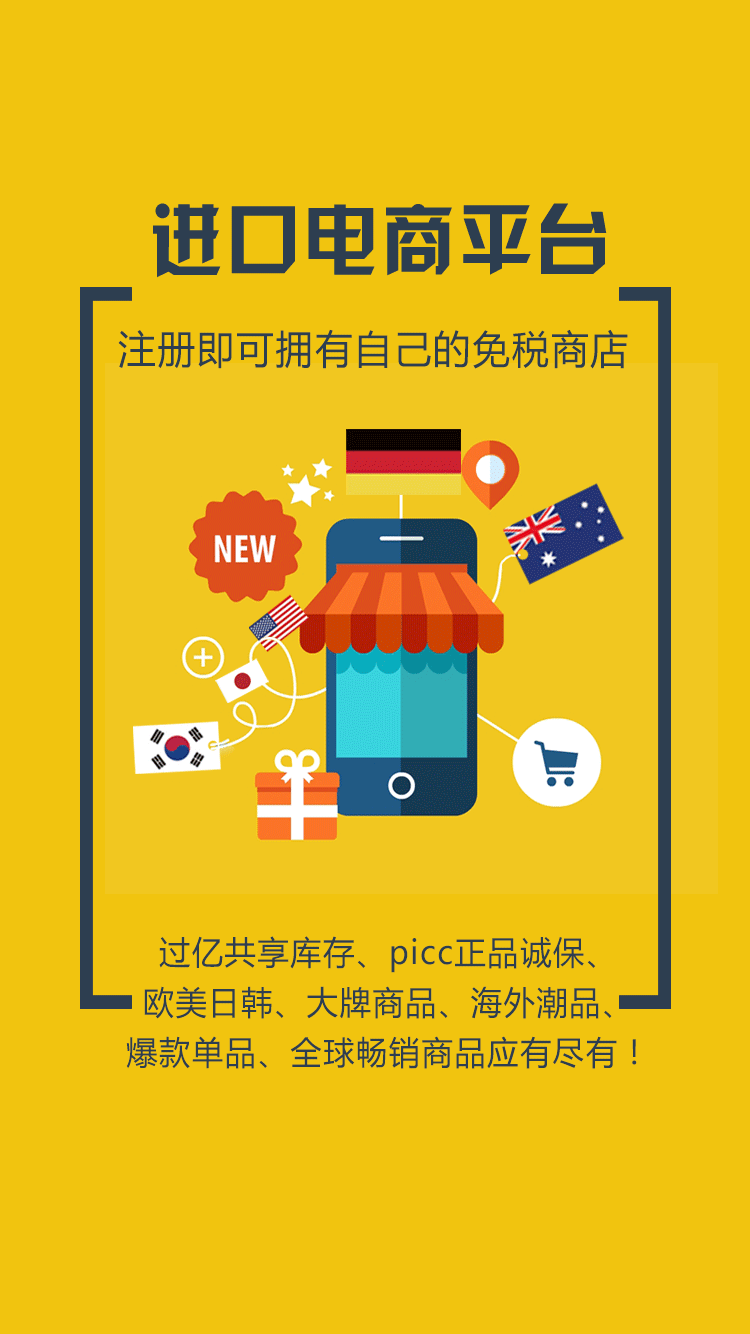 进口电商平台
注册即可拥有自己的免税商店
NEW
过亿共享库存、picc正品诚保、
欧美日韩、大牌商品、海外潮品、
爆款单品、全球畅销商品应有尽有！